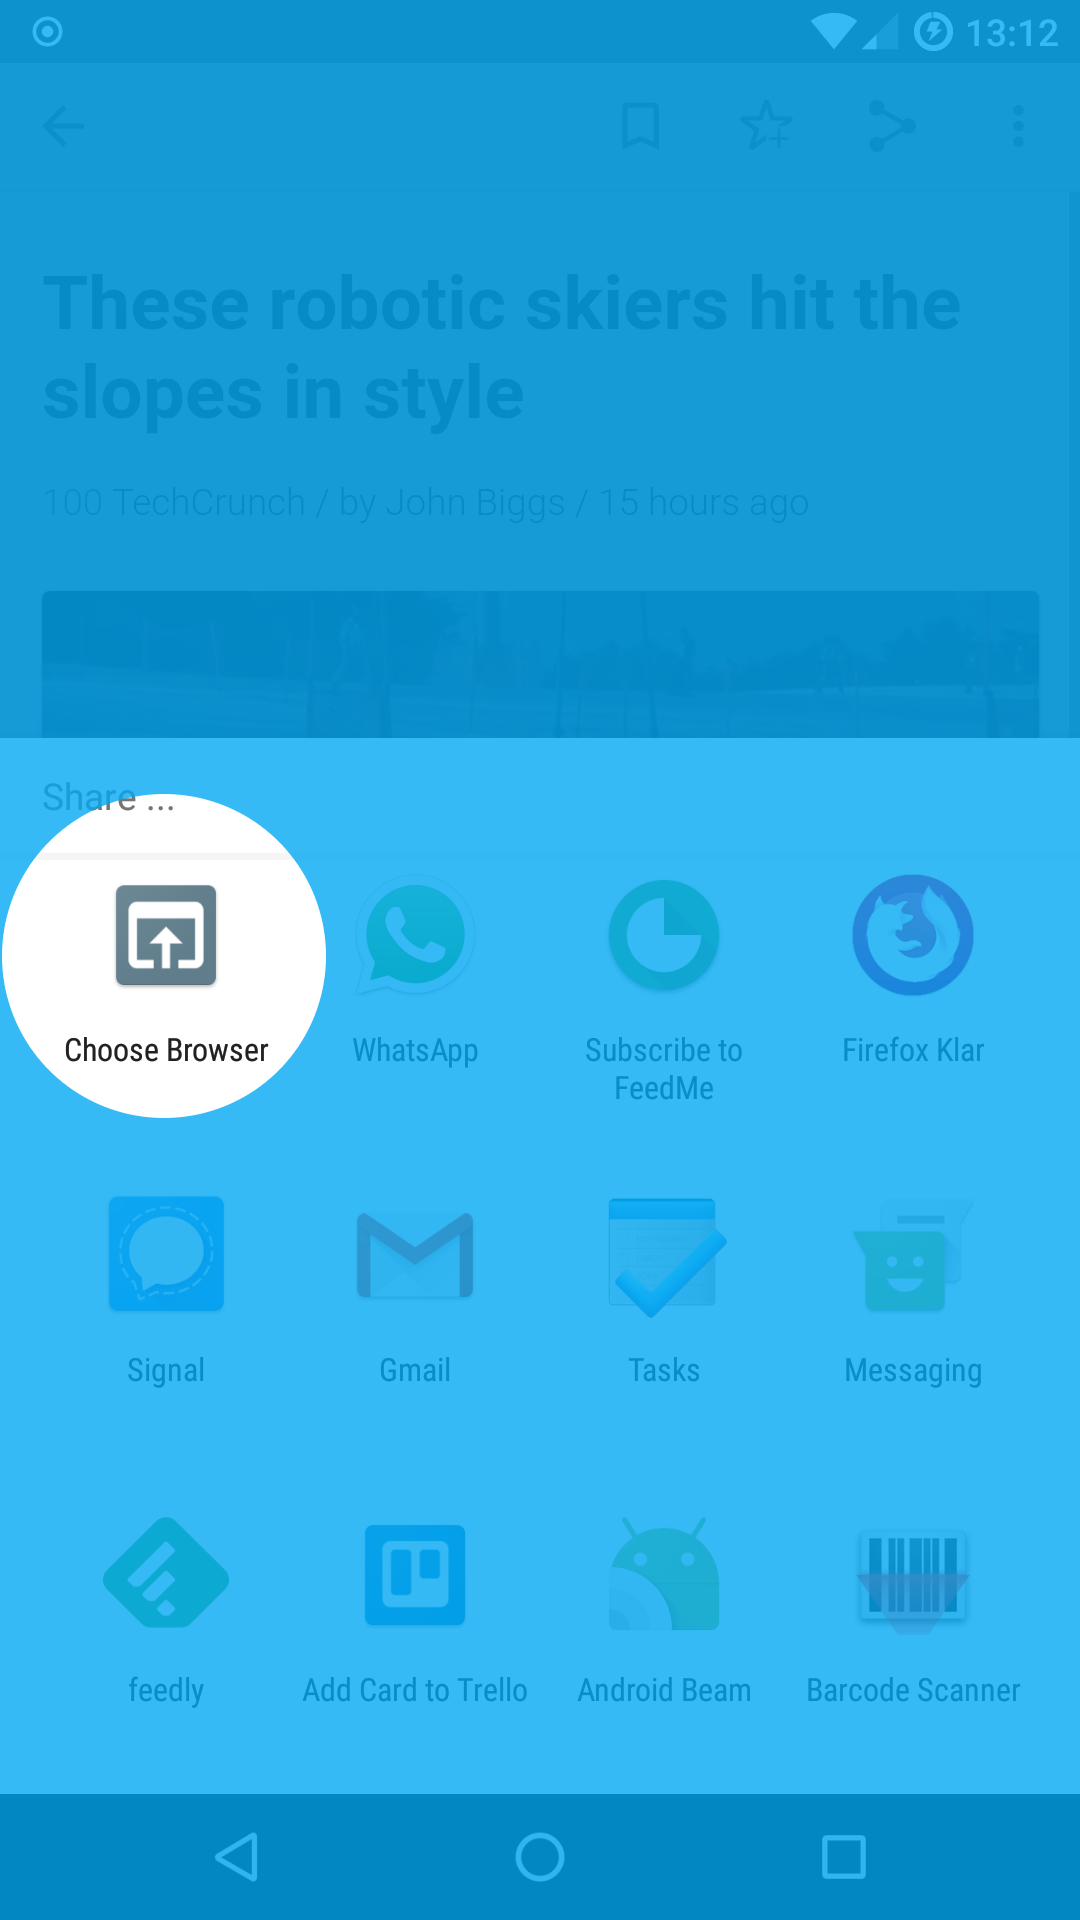 13:12
These robotic skiers hit the
slopes in style
100 TechCrunch / by John Biggs / 15 hours ago
Share ...
Choose Browser
WhatsApp
Subscribe to
FeedMe
Firefox Klar
Signal
Gmail
Tasks
Messaging
feedly
Add Card to Trello
Android Beam
Barcode Scanner